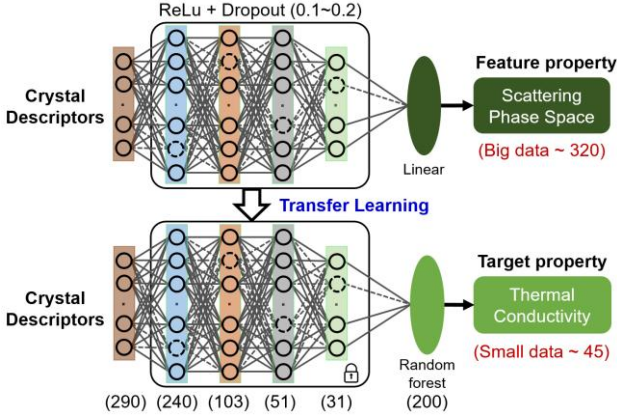 ReLu + Dropout (0.1~0.2)
Crystal
Descriptors
Feature property
Scattering
Phase Space
(Big data ~ 320)
Linear
Transfer Learning
Crystal
Descriptors
Target property
Thermal
Conductivity
(Small data ~ 45)
Random
forest
(290) (240) (103) (51) (31) (200)